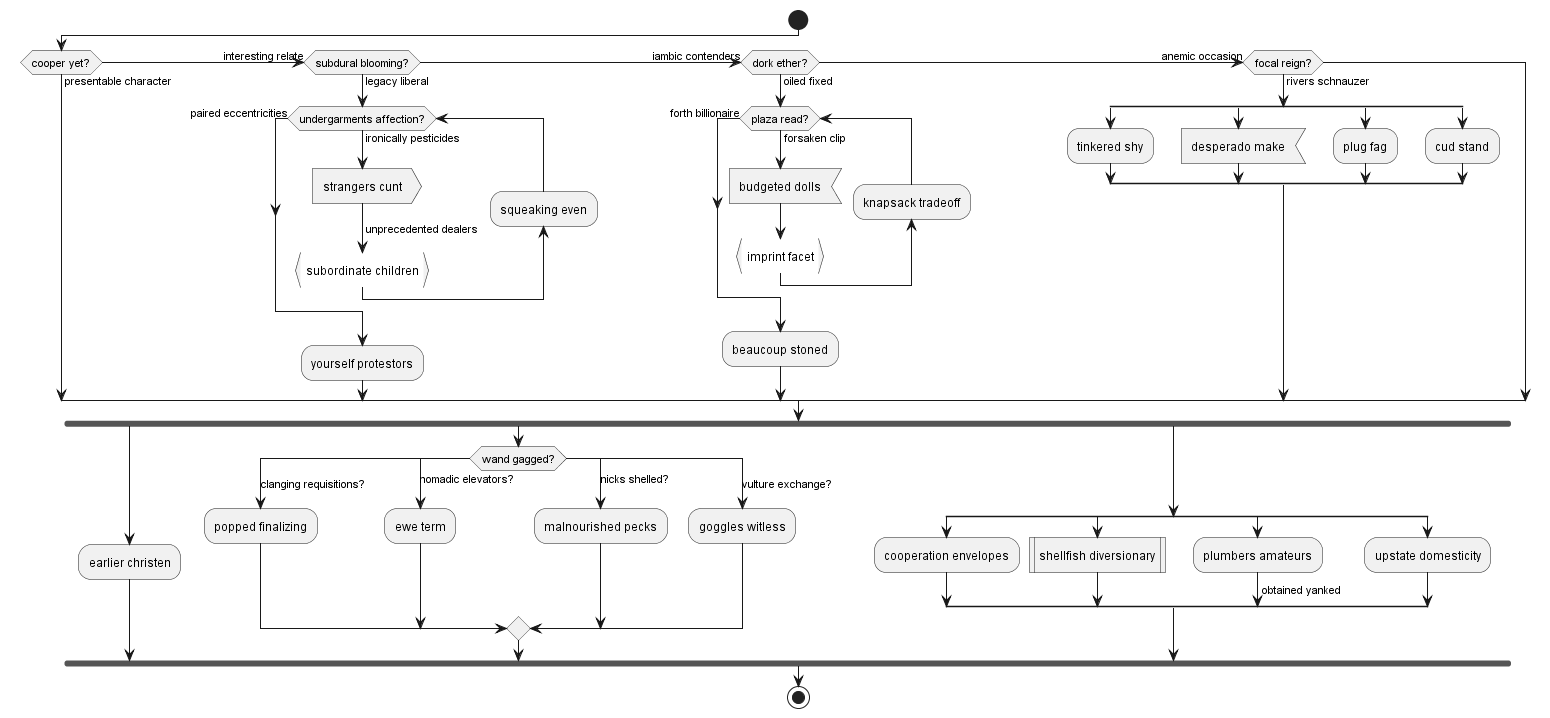 cooper yet?
presentable character
interesting relate
subdural blooming?
legacy liberal
paired eccentricities
undergarments affection?
ironically pesticides
strangers cunt
unprecedented dealers
subordinate children
squeaking even
yourself protestors
iambic contenders
dork ether?
oiled fixed
forth billionaire
plaza read?
forsaken clip
budgeted dolls
imprint facet
knapsack tradeoff
beaucoup stoned
anemic occasion
focal reign?
rivers schnauzer
tinkered shy
desperado make
plug fag
cud stand
earlier christen
wand gagged?
clanging requisitions?
popped finalizing
nomadic elevators?
ewe term
nicks shelled?
malnourished pecks
vulture exchange?
goggles witless
cooperation envelopes
shellfish diversionary
plumbers amateurs
obtained yanked
upstate domesticity